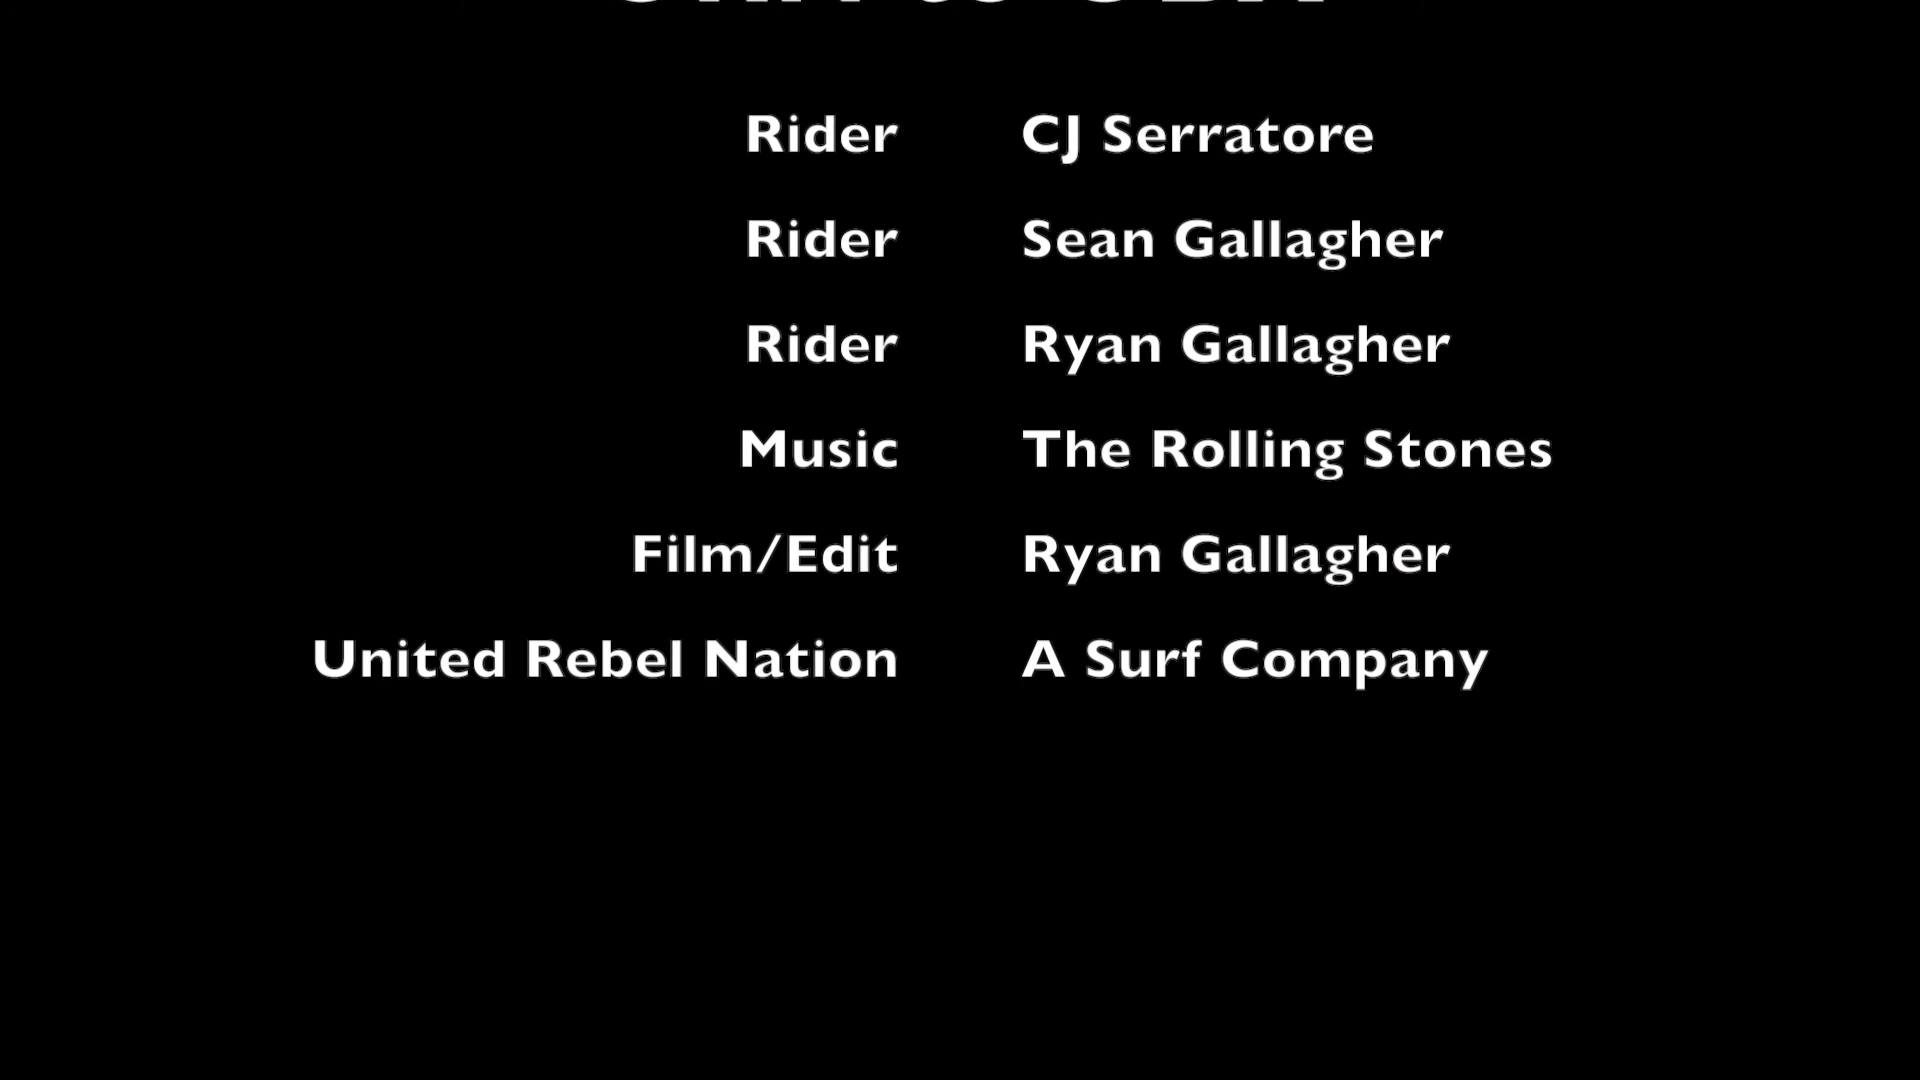 Rider CJ Serratore
Rider Sean Gallagher
Rider Ryan Gallagher
Music The Rolling Stones
Film/Edit Ryan Gallagher
United Rebel Nation A Surf Company